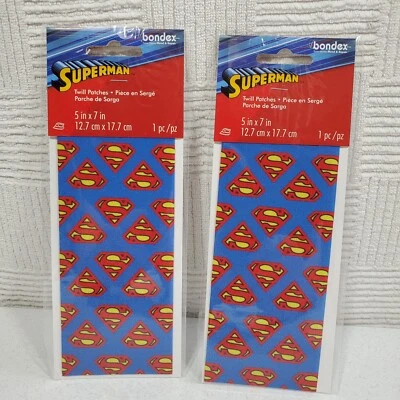 bondex
SUPERMAN
Twill Patches • Pièce en Sergé
Parche de Sarga
5 in x 7 in
12.7 cm x 17.7 cm 1 pc/pz
bondex
SUPERMAN
Twill Patches • Pièce en Sergé
Parche de Sarga
5 in x 7 in
12.7 cm x 17.7 cm 1 pc/pz